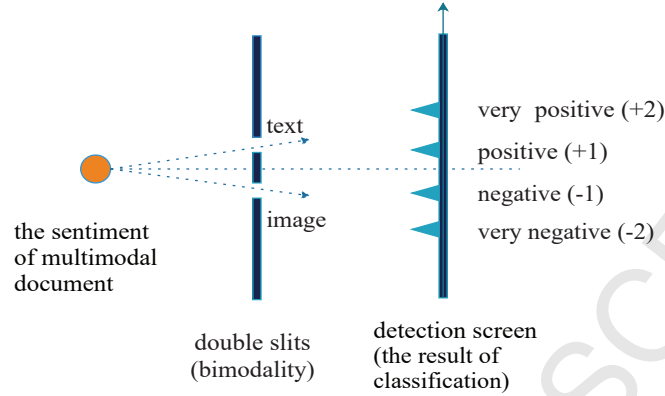 text
image
the sentiment
of multimodal
document
double slits
(bimodality)
very positive (+2)
positive (+1)
negative (-1)
very negative (-2)
detection screen
(the result of
classification)
SC